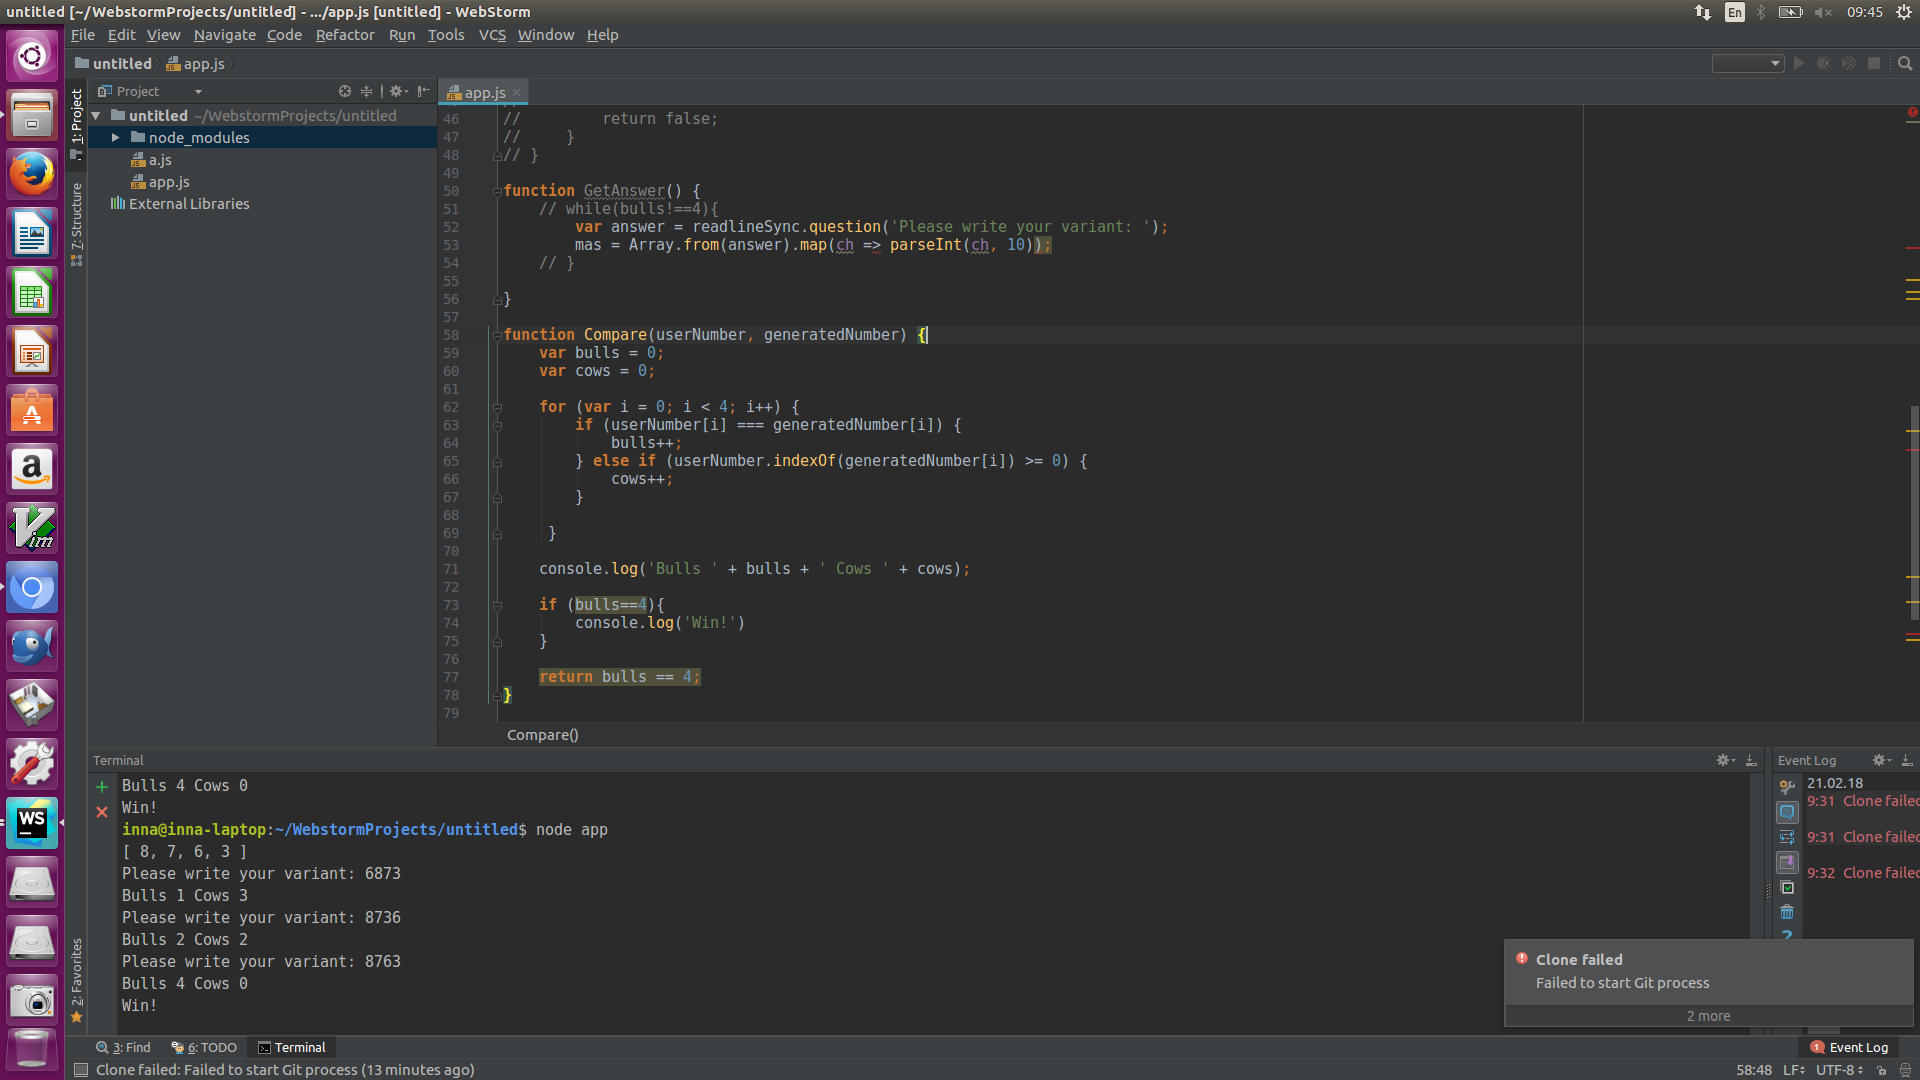 untitled [~/WebstormProjects/untitled] - .../app.js [untitled] - WebStorm
En
09:45
File Edit View Navigate Code Refactor Run Tools VCS Window Help
untitled
app.js
1: Project
7: Structure
2: Favorites
Project
untitled ~/WebstormProjects/untitled
node_modules
a.js
app.js
External Libraries
app.js
46 //         return false;
47 //     }
48 // }
49
50 function GetAnswer() {
51     // while(bulls!==4){
52         var answer = readlineSync.question('Please write your variant: ');
53         mas = Array.from(answer).map(ch => parseInt(ch, 10));
54     // }
55
56 }
57
58 function Compare(userNumber, generatedNumber) {
59     var bulls = 0;
60     var cows = 0;
61
62     for (var i = 0; i < 4; i++) {
63         if (userNumber[i] === generatedNumber[i]) {
64             bulls++;
65         } else if (userNumber.indexOf(generatedNumber[i]) >= 0) {
66             cows++;
67         }
68
69      }
70
71     console.log('Bulls ' + bulls + ' Cows ' + cows);
72
73     if (bulls==4){
74         console.log('Win!')
75     }
76
77     return bulls == 4;
78 }
79
Compare()
Terminal
Bulls 4 Cows 0
Win!
inna@inna-laptop:~/WebstormProjects/untitled$ node app
[ 8, 7, 6, 3 ]
Please write your variant: 6873
Bulls 1 Cows 3
Please write your variant: 8736
Bulls 2 Cows 2
Please write your variant: 8763
Bulls 4 Cows 0
Win!
Event Log
21.02.18
9:31 Clone failed
9:31 Clone failed
9:32 Clone failed
Clone failed
Failed to start Git process
2 more
3: Find
6: TODO
Terminal
1 Event Log
Clone failed: Failed to start Git process (13 minutes ago)
58:48 LF UTF-8
WS
a
Vim